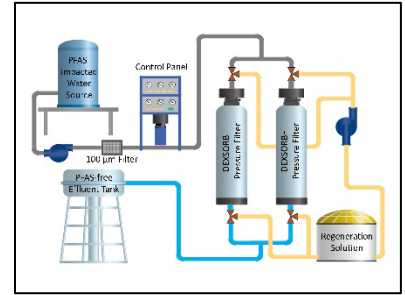 PFAS
Impacted
Water
Source
Control Panel
100 µm Filter
DEXSORB-
Pressure Filter
DEXSORB-
Pressure Filter
PFAS-free
Effluent Tank
Regeneration
Solution